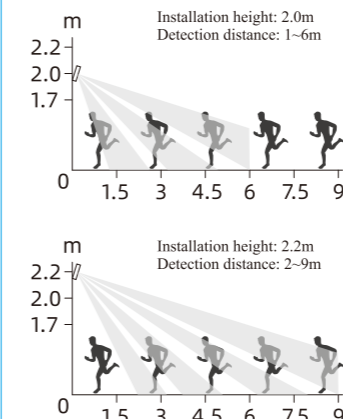 m
Installation height: 2.0m
Detection distance: 1~6m
2.2
2.0
1.7
0
1.5 3 4.5 6 7.5 9
m
Installation height: 2.2m
Detection distance: 2~9m
2.2
2.0
1.7
0
1.5 3 4.5 6 7.5 9